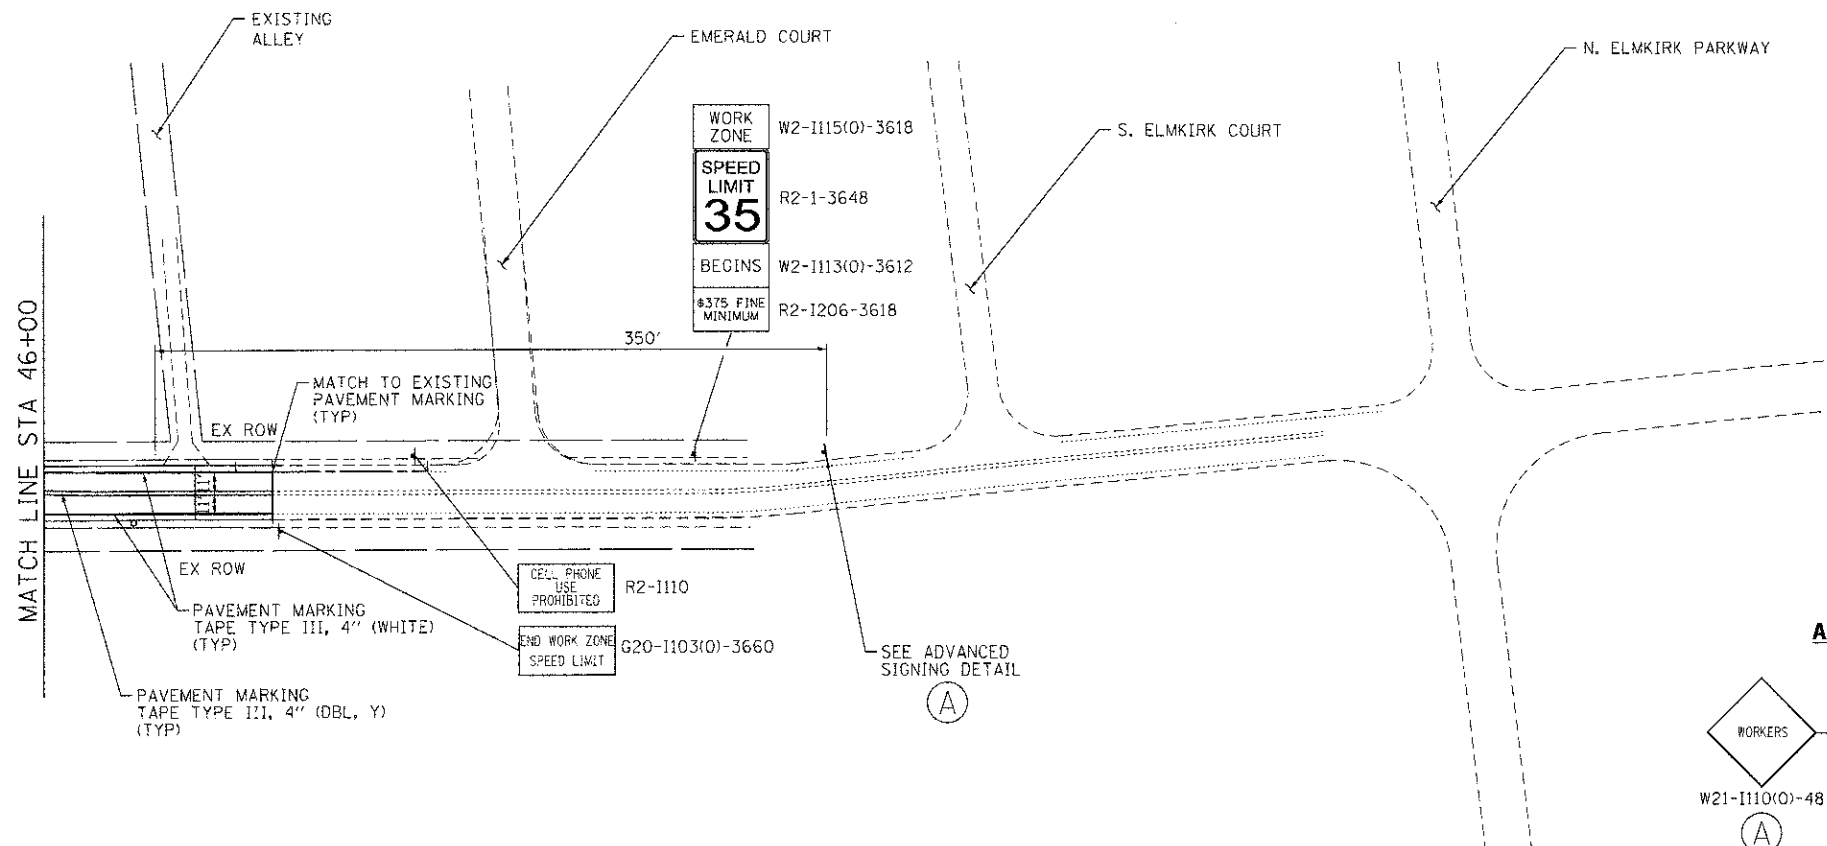 EXISTING
ALLEY
EMERALD COURT
N. ELMKIRK PARKWAY
WORK
ZONE
W2-I115(O)-3618
S. ELMKIRK COURT
SPEED
LIMIT
35
R2-1-3648
BEGINS
W2-I113(O)-3612
$375 FINE
MINIMUM
R2-I206-3618
350'
MATCH LINE STA 46+00
MATCH TO EXISTING
PAVEMENT MARKING
(TYP)
EX ROW
EX ROW
CELL PHONE
USE
PROHIBITED
R2-I110
PAVEMENT MARKING
TAPE TYPE III, 4" (WHITE)
(TYP)
END WORK ZONE
SPEED LIMIT
G20-I103(O)-3660
SEE ADVANCED
SIGNING DETAIL
A
PAVEMENT MARKING
TAPE TYPE III, 4" (DBL, Y)
(TYP)
A
WORKERS
W21-I110(O)-48
A